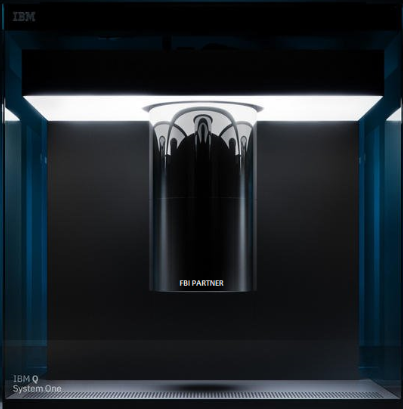 IBM
FBI PARTNER
IBM Q
System One